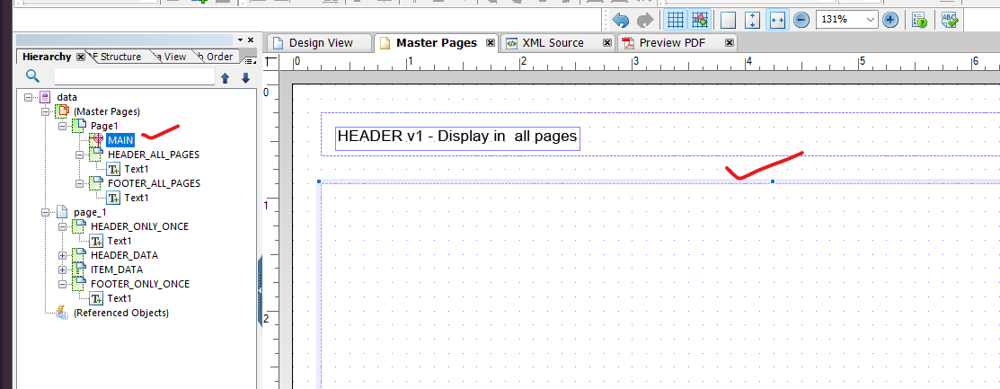 131%
Hierarchy
F Structure
a View
b Order
Design View
Master Pages
XML Source
Preview PDF
0 1 2 3 4 5 6
data
(Master Pages)
Page1
MAIN
HEADER_ALL_PAGES
Text1
FOOTER_ALL_PAGES
Text1
page_1
HEADER_ONLY_ONCE
Text1
HEADER_DATA
ITEM_DATA
FOOTER_ONLY_ONCE
Text1
(Referenced Objects)
0
HEADER v1 - Display in  all pages
1
2